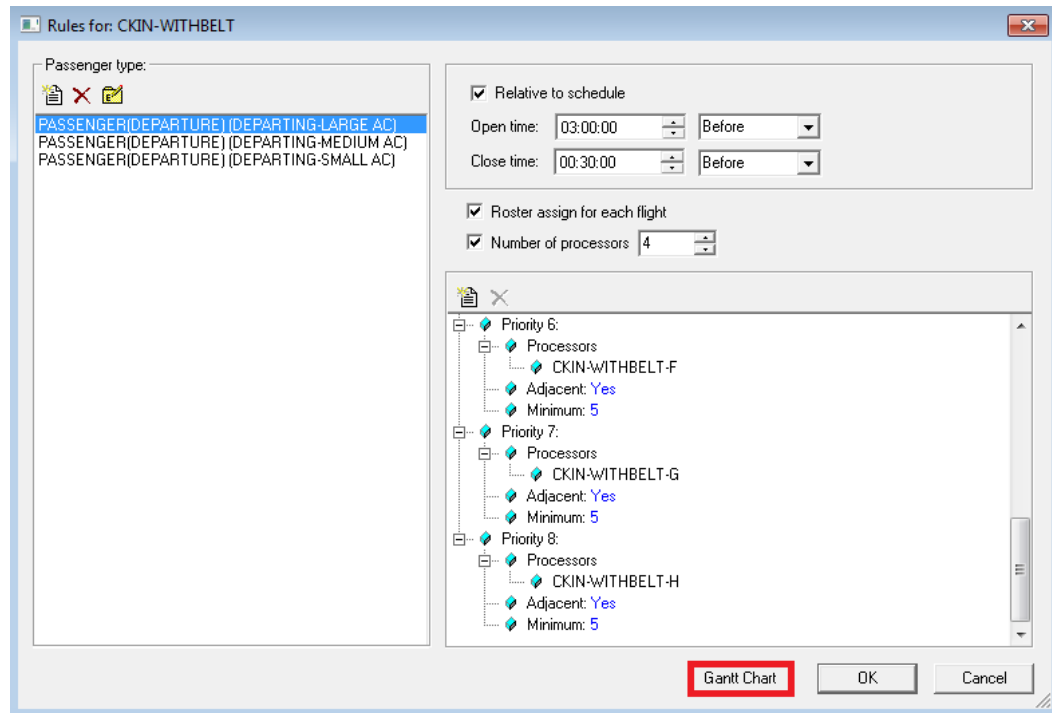 Rules for: CKIN-WITHBELT
Passenger type:
PASSENGER(DEPARTURE) (DEPARTING-LARGE AC)
PASSENGER(DEPARTURE) (DEPARTING-MEDIUM AC)
PASSENGER(DEPARTURE) (DEPARTING-SMALL AC)
Relative to schedule
Open time: 03:00:00 Before
Close time: 00:30:00 Before
Roster assign for each flight
Number of processors 4
Priority 6:
Processors
CKIN-WITHBELT-F
Adjacent: Yes
Minimum: 5
Priority 7:
Processors
CKIN-WITHBELT-G
Adjacent: Yes
Minimum: 5
Priority 8:
Processors
CKIN-WITHBELT-H
Adjacent: Yes
Minimum: 5
Gantt Chart OK Cancel